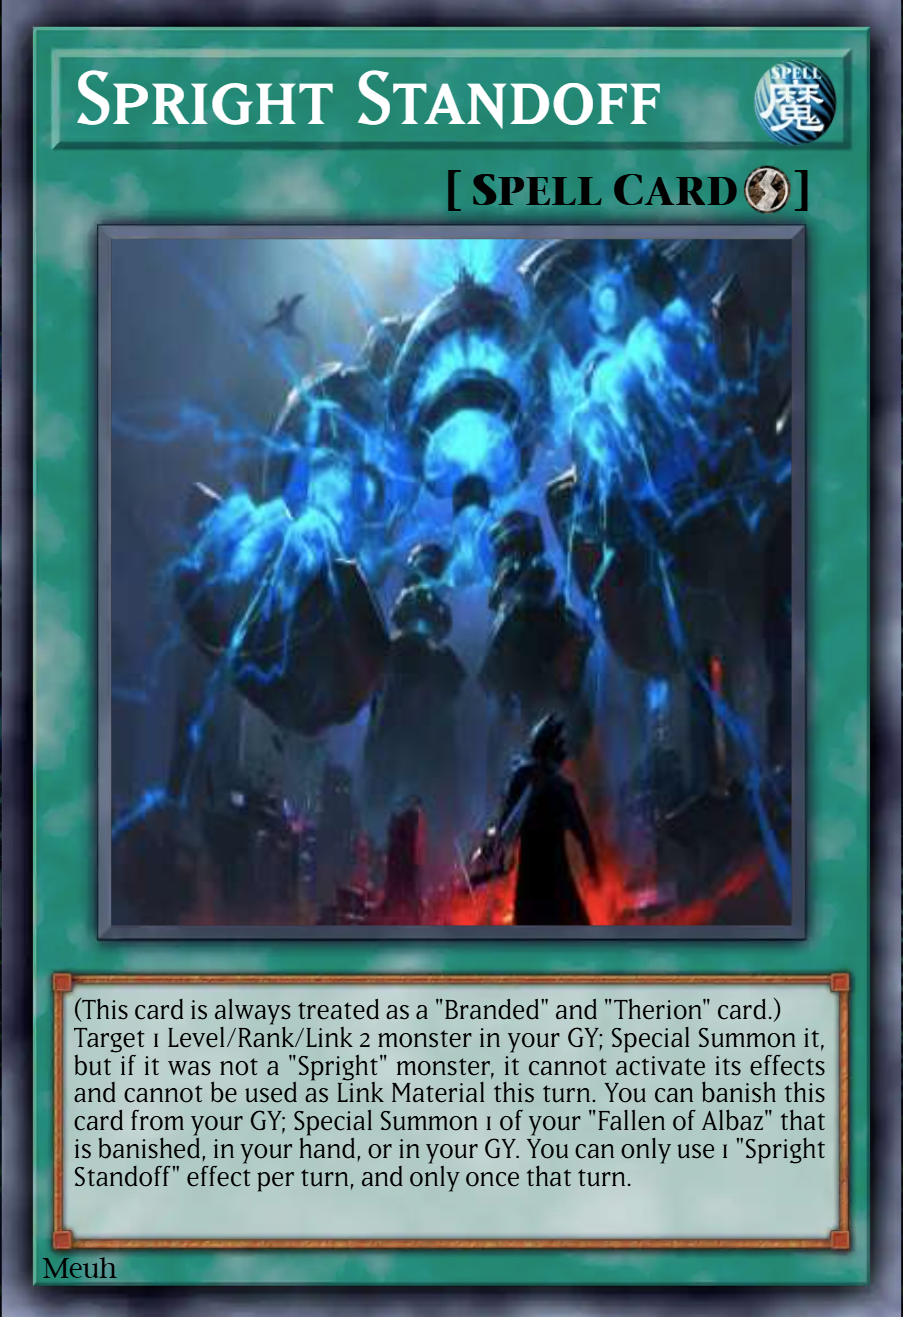 Spright Standoff
SPELL
魔
[ Spell Card ]
(This card is always treated as a "Branded" and "Therion" card.)
Target 1 Level/Rank/Link 2 monster in your GY; Special Summon it,
but if it was not a "Spright" monster, it cannot activate its effects
and cannot be used as Link Material this turn. You can banish this
card from your GY; Special Summon 1 of your "Fallen of Albaz" that
is banished, in your hand, or in your GY. You can only use 1 "Spright
Standoff" effect per turn, and only once that turn.
Meuh